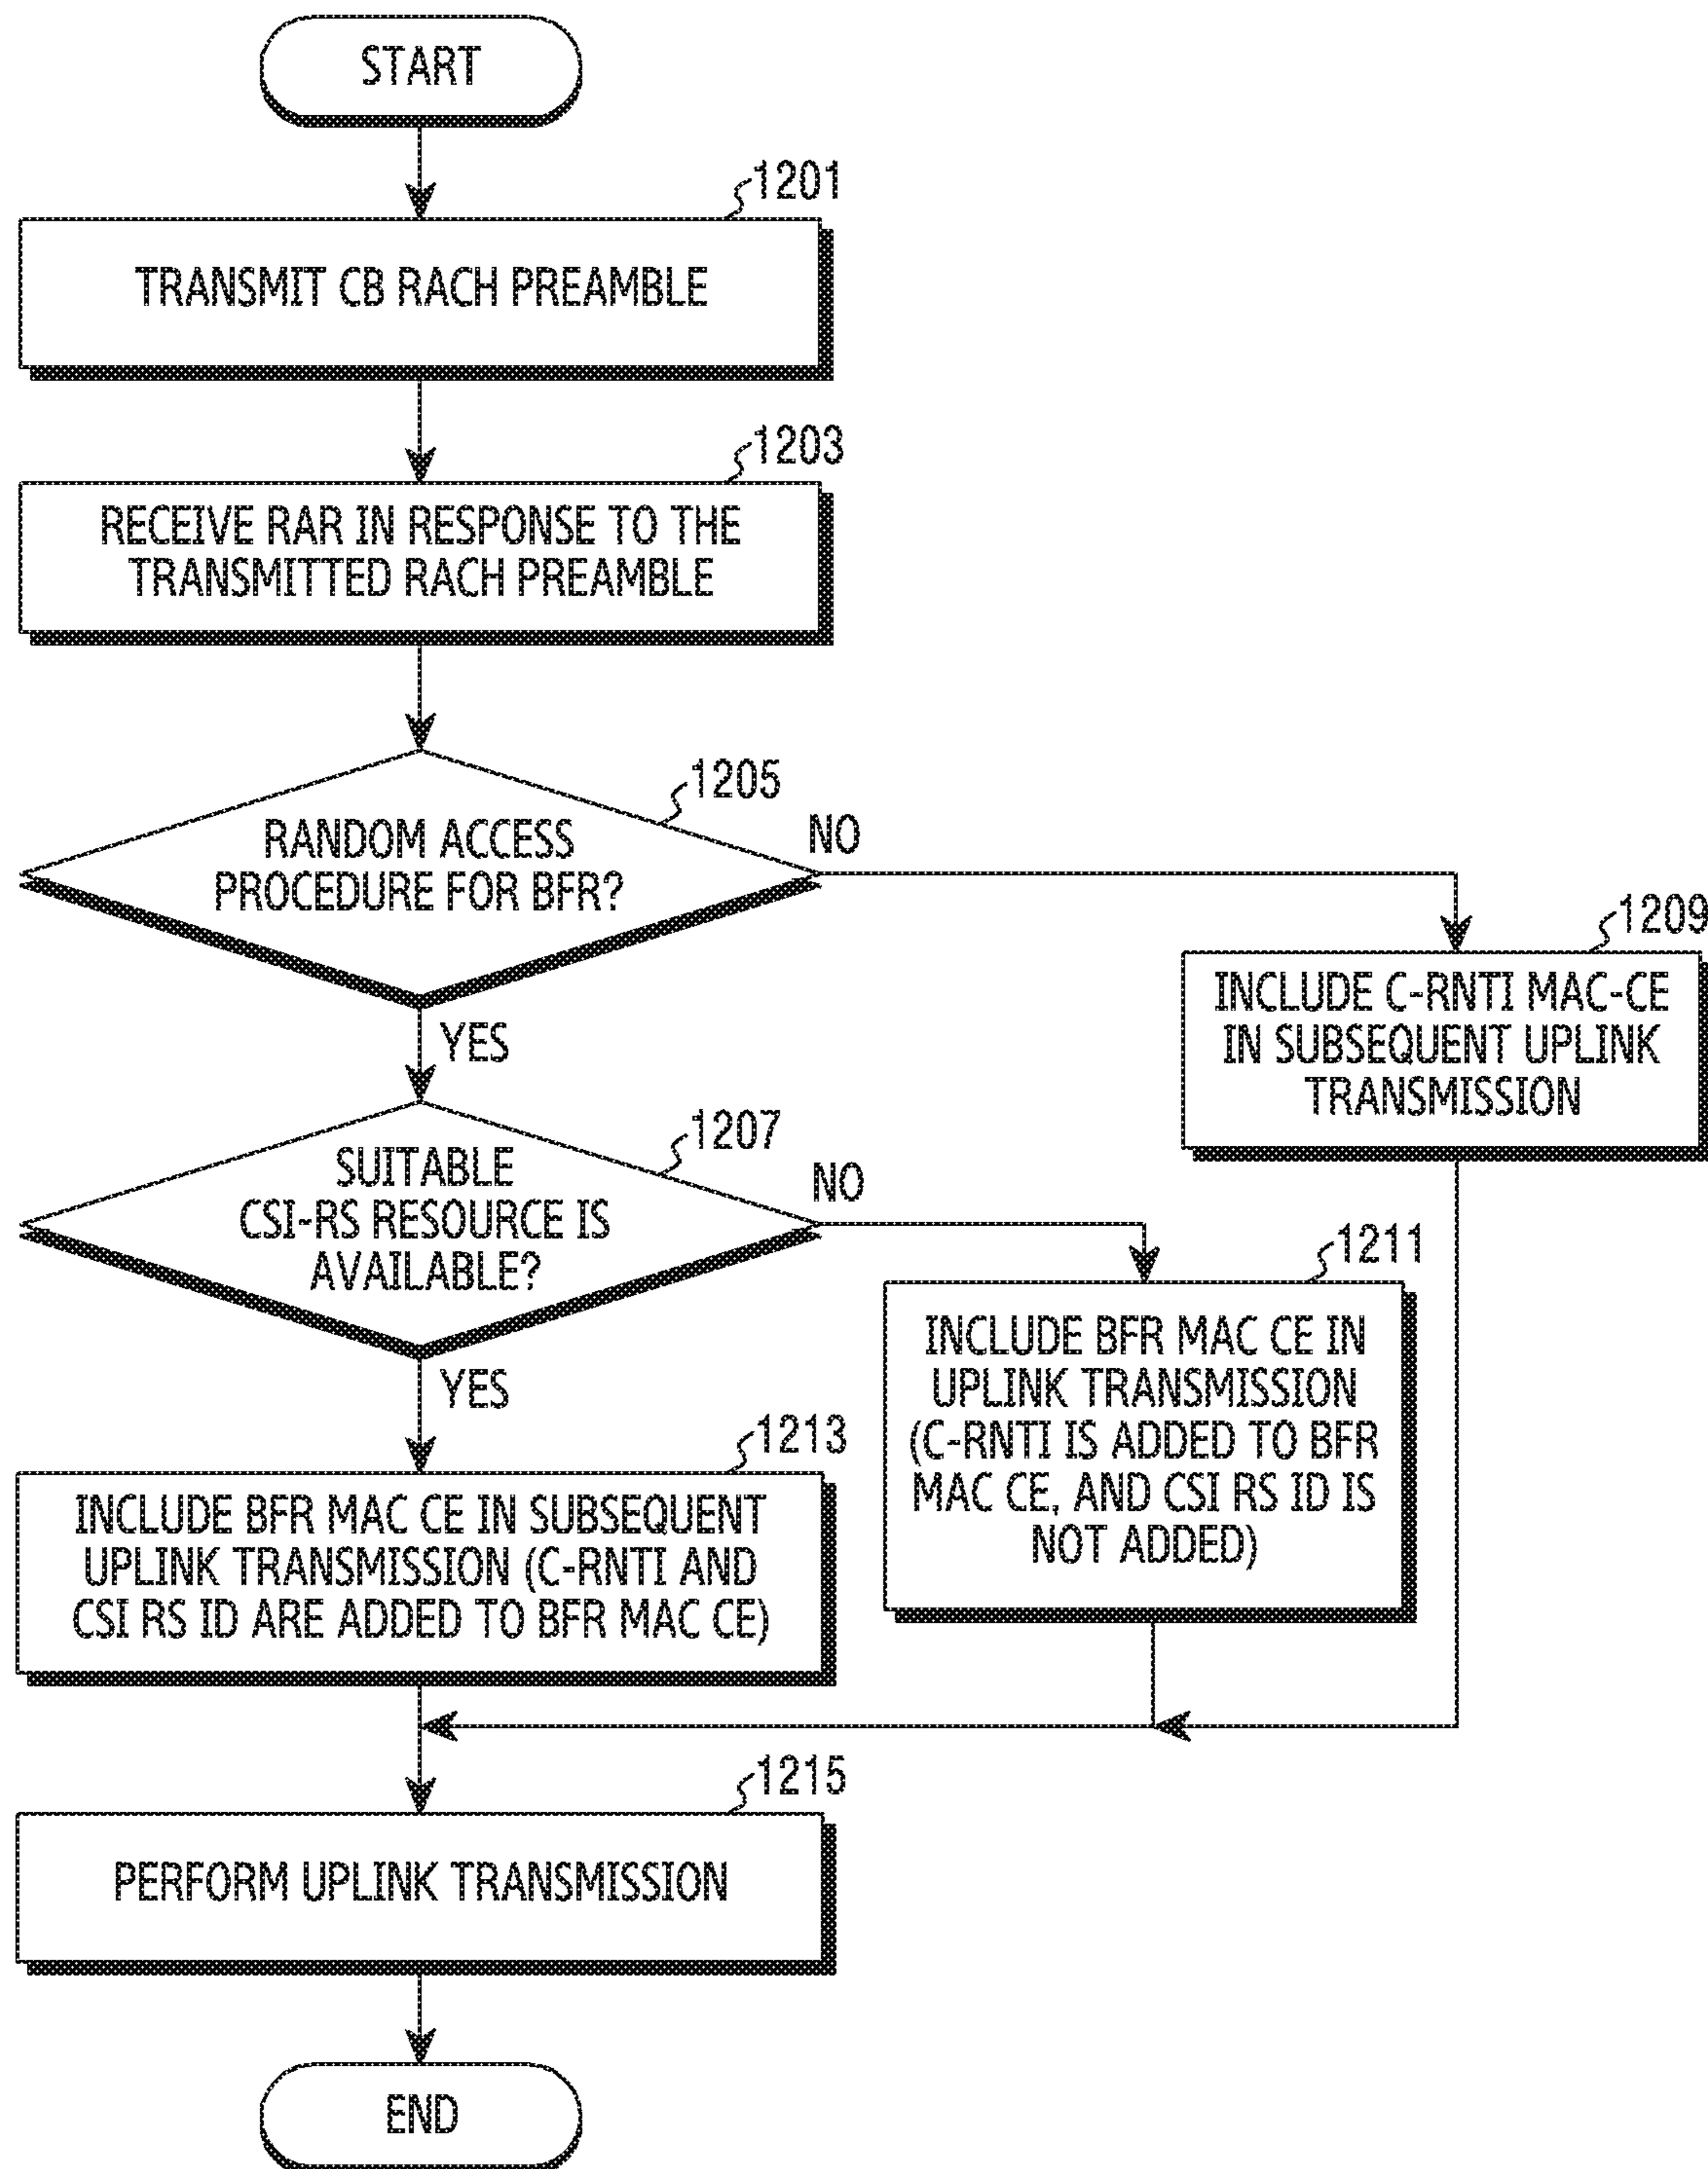 START
1201
TRANSMIT CB RACH PREAMBLE
1203
RECEIVE RAR IN RESPONSE TO THE
TRANSMITTED RACH PREAMBLE
1205
RANDOM ACCESS
PROCEDURE FOR BFR?
NO
YES
1209
INCLUDE C-RNTI MAC-CE
IN SUBSEQUENT UPLINK
TRANSMISSION
1207
SUITABLE
CSI-RS RESOURCE IS
AVAILABLE?
NO
YES
1211
INCLUDE BFR MAC CE IN
UPLINK TRANSMISSION
(C-RNTI IS ADDED TO BFR
MAC CE, AND CSI RS ID IS
NOT ADDED)
1213
INCLUDE BFR MAC CE IN SUBSEQUENT
UPLINK TRANSMISSION (C-RNTI AND
CSI RS ID ARE ADDED TO BFR MAC CE)
1215
PERFORM UPLINK TRANSMISSION
END